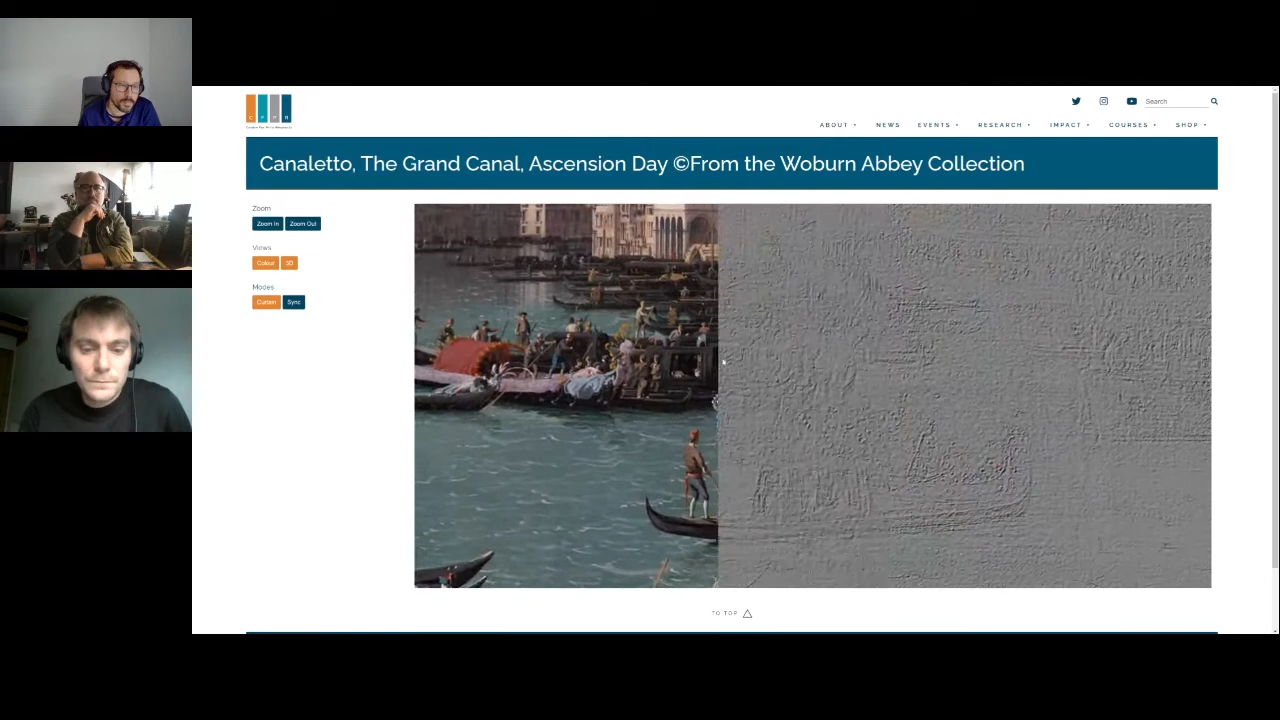 C F P R
Search
ABOUT
NEWS
EVENTS
RESEARCH
IMPACT
COURSES
SHOP
Canaletto, The Grand Canal, Ascension Day ©From the Woburn Abbey Collection
Zoom
Zoom In
Zoom Out
Views
Colour
3D
Modes
Curtain
Sync
TO TOP